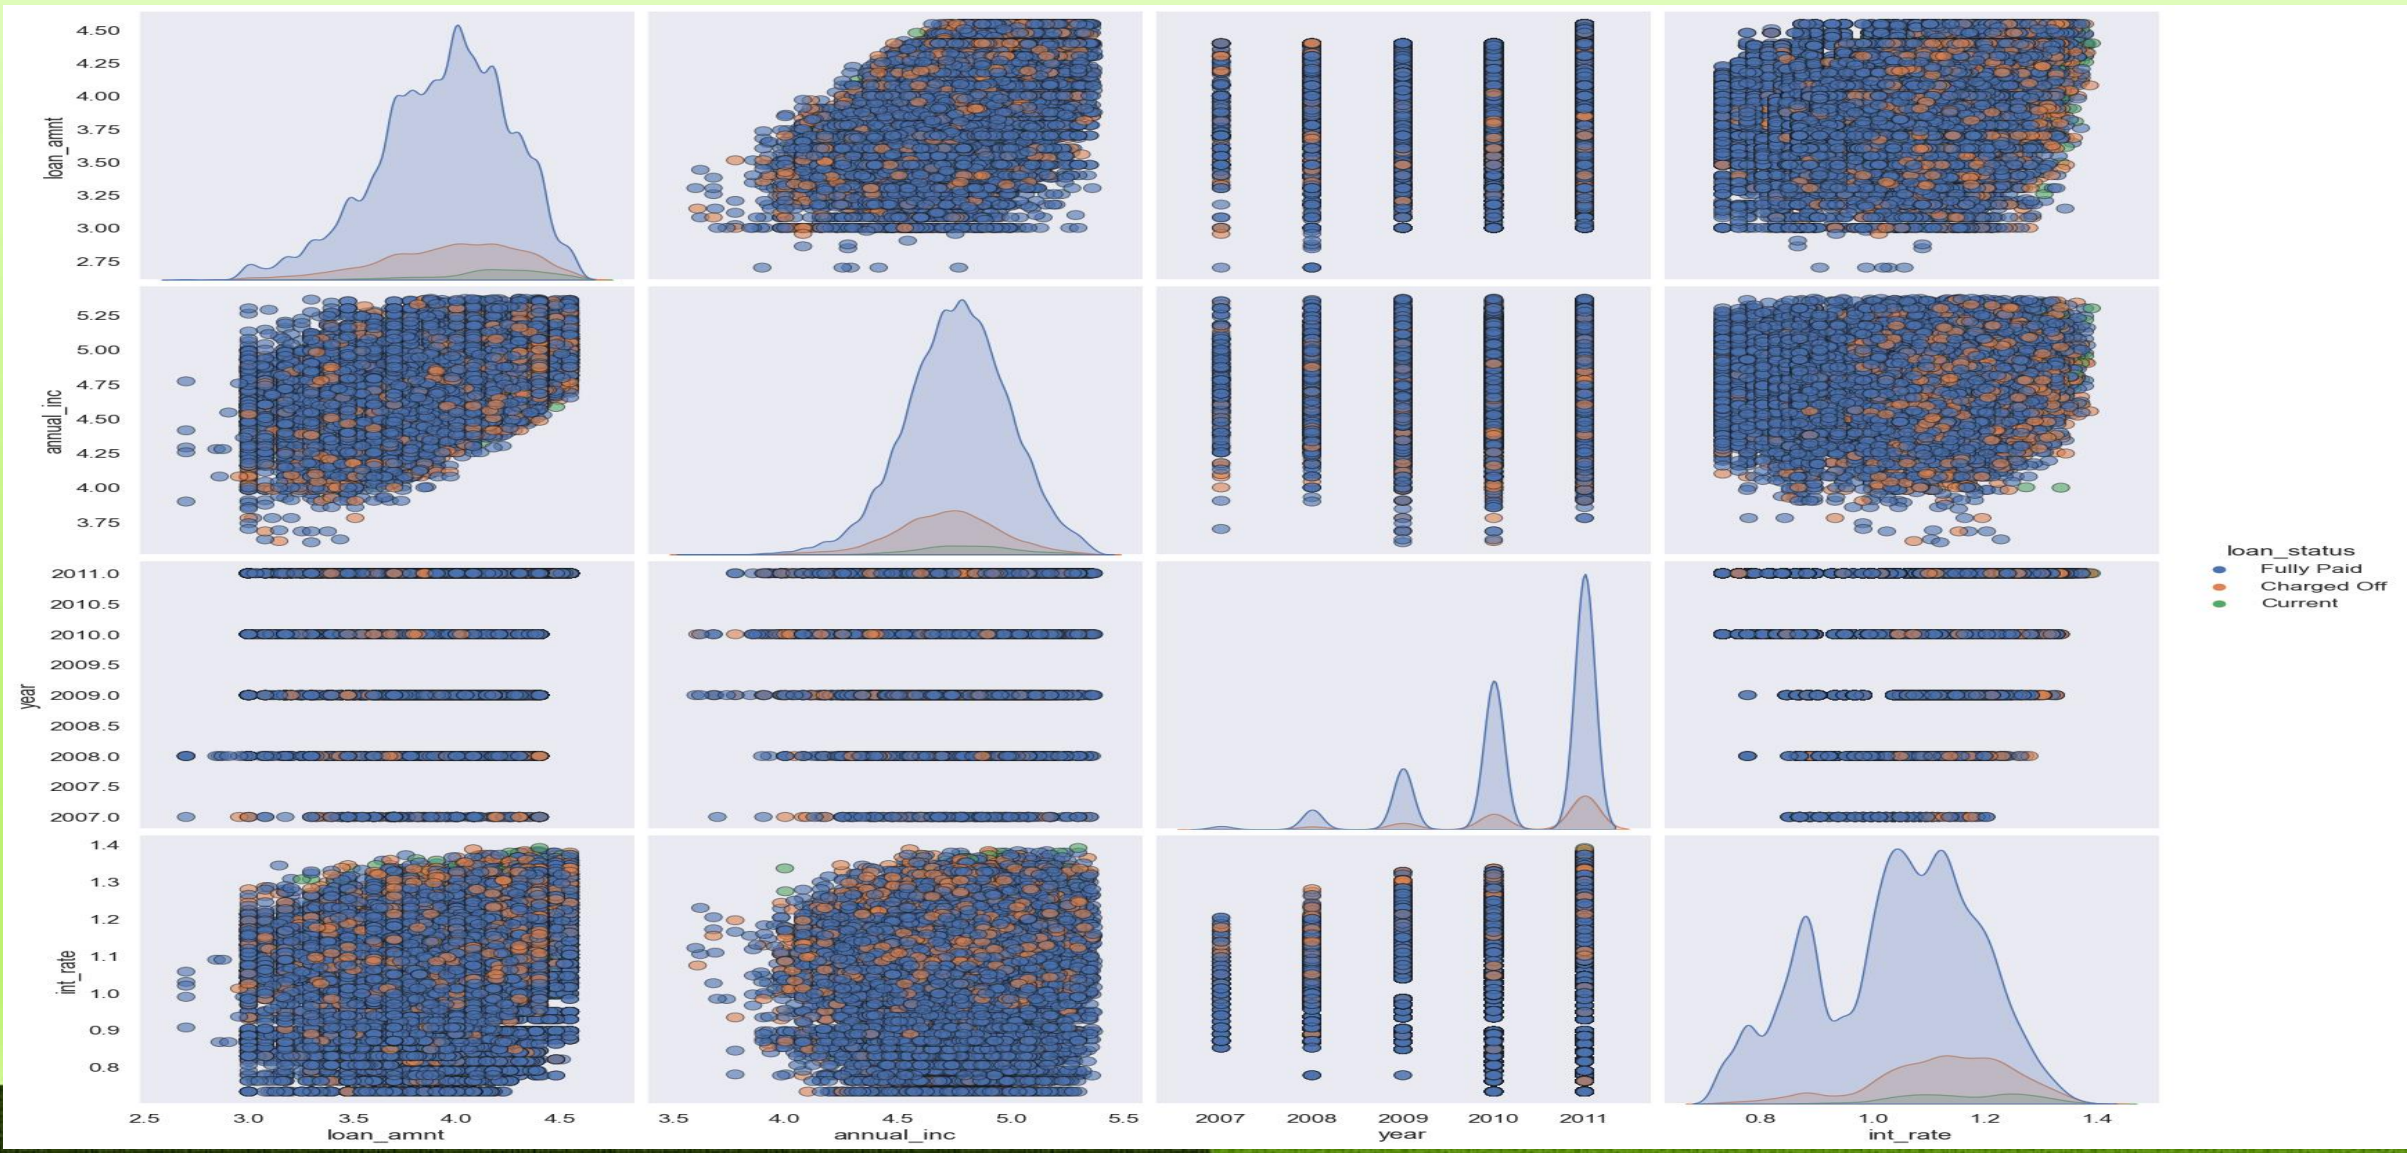 4.50
4.25
4.00
3.75
3.50
3.25
3.00
2.75
loan_amnt
5.25
5.00
4.75
4.50
4.25
4.00
3.75
annual_inc
2011.0
2010.5
2010.0
2009.5
2009.0
2008.5
2008.0
2007.5
2007.0
year
loan_status
Fully Paid
Charged Off
Current
1.4
1.3
1.2
1.1
1.0
0.9
0.8
int_rate
2.5 3.0 3.5 4.0 4.5
loan_amnt
3.5 4.0 4.5 5.0 5.5
annual_inc
2007 2008 2009 2010 2011
year
0.8 1.0 1.2 1.4
int_rate